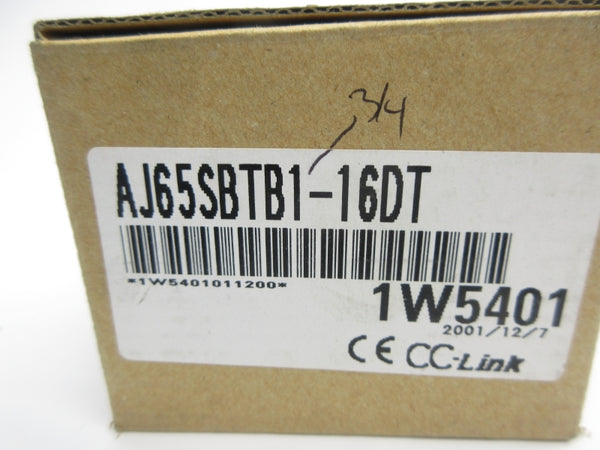 3/4
AJ65SBTB1-16DT
*1W5401011200*
1W5401
2001/12/7
CE CC-Link